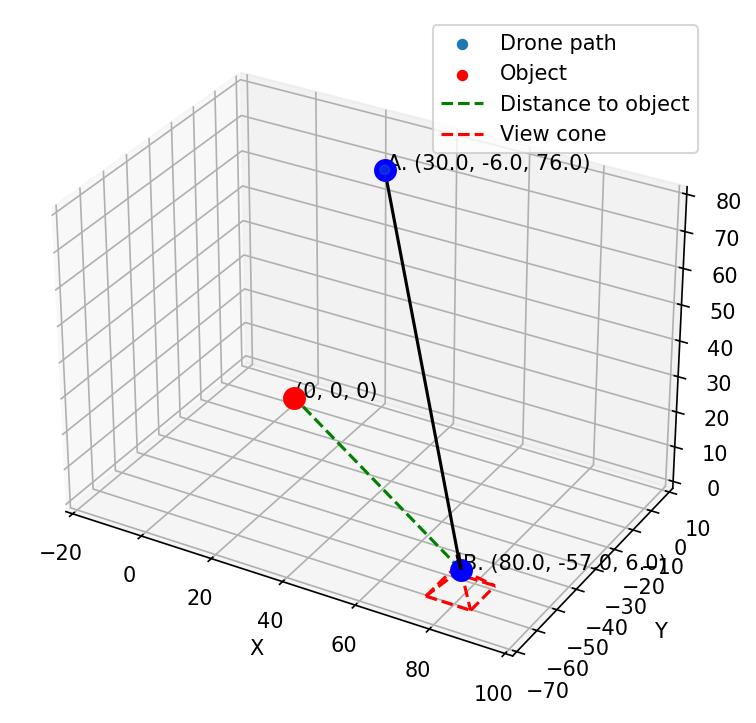 Drone path
Object
Distance to object
View cone
A. (30.0, -6.0, 76.0)
(0, 0, 0)
B. (80.0, -57.0, 6.0)
−20
0
20
40
60
80
100
X
−70
−60
−50
−40
−30
−20
−10
0
10
Y
0
10
20
30
40
50
60
70
80